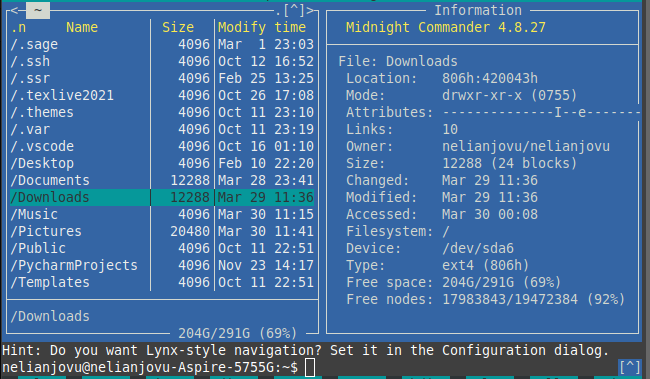 <─ ~ ─.[^]>
.n Name Size Modify time
/.sage 4096 Mar 1 23:03
/.ssh 4096 Oct 12 16:52
/.ssr 4096 Feb 25 13:25
/.texlive2021 4096 Oct 26 17:08
/.themes 4096 Oct 11 23:10
/.var 4096 Oct 11 23:19
/.vscode 4096 Oct 16 01:10
/Desktop 4096 Feb 10 22:20
/Documents 12288 Mar 28 23:41
/Downloads 12288 Mar 29 11:36
/Music 4096 Mar 30 11:15
/Pictures 20480 Mar 30 11:41
/Public 4096 Oct 11 22:51
/PycharmProjects 4096 Nov 23 14:17
/Templates 4096 Oct 11 22:51
/Downloads
204G/291G (69%)
Information
Midnight Commander 4.8.27
File: Downloads
Location: 806h:420043h
Mode: drwxr-xr-x (0755)
Attributes: --------------I--e-------
Links: 10
Owner: nelianjovu/nelianjovu
Size: 12288 (24 blocks)
Changed: Mar 29 11:36
Modified: Mar 29 11:36
Accessed: Mar 30 00:08
Filesystem: /
Device: /dev/sda6
Type: ext4 (806h)
Free space: 204G/291G (69%)
Free nodes: 17983843/19472384 (92%)
Hint: Do you want Lynx-style navigation? Set it in the Configuration dialog.
nelianjovu@nelianjovu-Aspire-5755G:~$ [^]